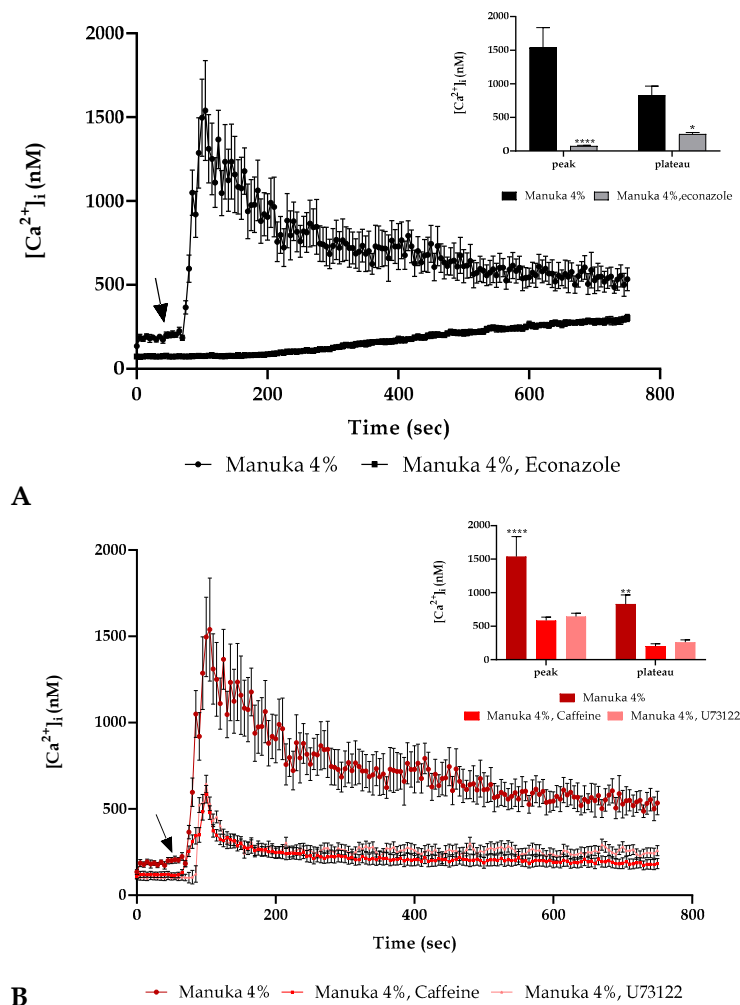 2000
1500
1000
500
0
[Ca2+]i (nM)
0
200
400
600
800
Time (sec)
Manuka 4%
Manuka 4%, Econazole
2000
1500
1000
500
0
[Ca2+]i (nM)
****
*
peak
plateau
Manuka 4%
Manuka 4%,econazole
A
2000
1500
1000
500
0
[Ca2+]i (nM)
0
200
400
600
800
Time (sec)
2000
1500
1000
500
0
[Ca2+]i (nM)
****
**
peak
plateau
Manuka 4%
Manuka 4%, Caffeine
Manuka 4%, U73122
B
Manuka 4%
Manuka 4%, Caffeine
Manuka 4%, U73122